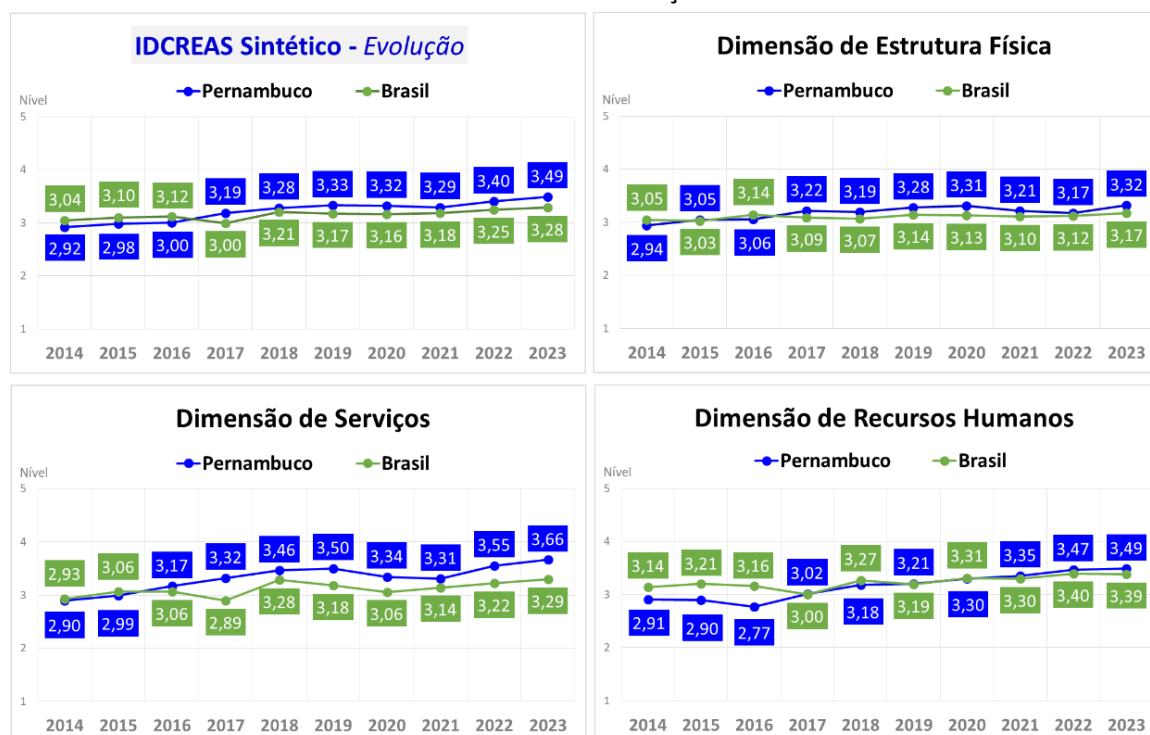 IDCREAS Sintético - Evolução
Pernambuco Brasil
Nível
5
4
3
2
1
3,04 3,10 3,12 3,19 3,28 3,33 3,32 3,29 3,40 3,49
2,92 2,98 3,00 3,00 3,21 3,17 3,16 3,18 3,25 3,28
2014 2015 2016 2017 2018 2019 2020 2021 2022 2023
Dimensão de Estrutura Física
Pernambuco Brasil
Nível
5
4
3
2
1
3,05 3,05 3,14 3,22 3,19 3,28 3,31 3,21 3,17 3,32
2,94 3,03 3,06 3,09 3,07 3,14 3,13 3,10 3,12 3,17
2014 2015 2016 2017 2018 2019 2020 2021 2022 2023
Dimensão de Serviços
Pernambuco Brasil
Nível
5
4
3
2
1
2,93 3,06 3,17 3,32 3,46 3,50 3,34 3,31 3,55 3,66
2,90 2,99 3,06 2,89 3,28 3,18 3,06 3,14 3,22 3,29
2014 2015 2016 2017 2018 2019 2020 2021 2022 2023
Dimensão de Recursos Humanos
Pernambuco Brasil
Nível
5
4
3
2
1
3,14 3,21 3,16 3,02 3,27 3,21 3,31 3,35 3,47 3,49
2,91 2,90 2,77 3,00 3,18 3,19 3,30 3,30 3,40 3,39
2014 2015 2016 2017 2018 2019 2020 2021 2022 2023